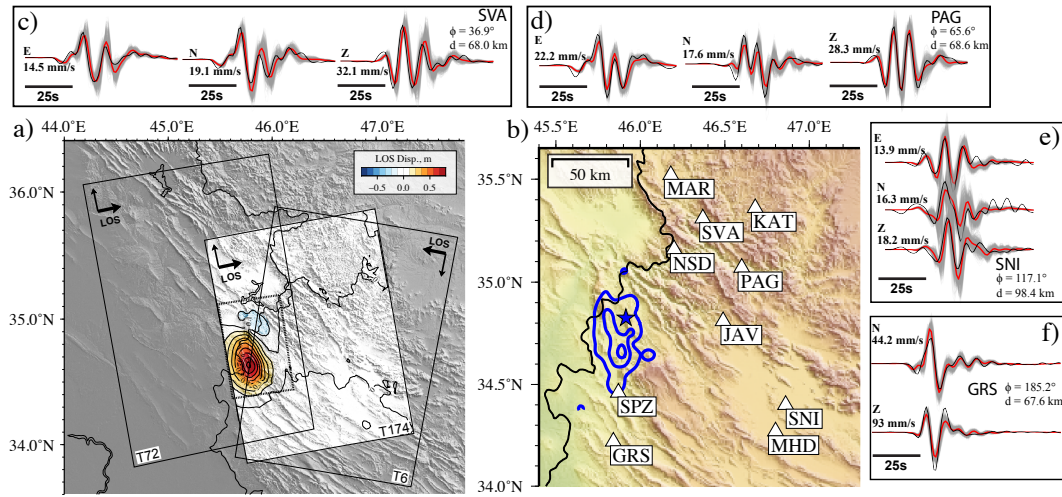 c)
SVA
ϕ = 36.9°
d = 68.0 km
E
14.5 mm/s
N
19.1 mm/s
Z
32.1 mm/s
25s
25s
25s
d)
PAG
ϕ = 65.6°
d = 68.6 km
E
22.2 mm/s
N
17.6 mm/s
Z
28.3 mm/s
25s
25s
25s
a)
44.0°E
45.0°E
46.0°E
47.0°E
36.0°N
35.0°N
34.0°N
LOS Disp., m
−0.5
0.0
0.5
LOS
LOS
LOS
T72
T174
T6
b)
45.5°E
46.0°E
46.5°E
47.0°E
35.5°N
35.0°N
34.5°N
34.0°N
50 km
MAR
KAT
SVA
NSD
PAG
JAV
SPZ
SNI
GRS
MHD
e)
E
13.9 mm/s
N
16.3 mm/s
Z
18.2 mm/s
25s
SNI
ϕ = 117.1°
d = 98.4 km
f)
N
44.2 mm/s
GRS
ϕ = 185.2°
d = 67.6 km
Z
93 mm/s
25s